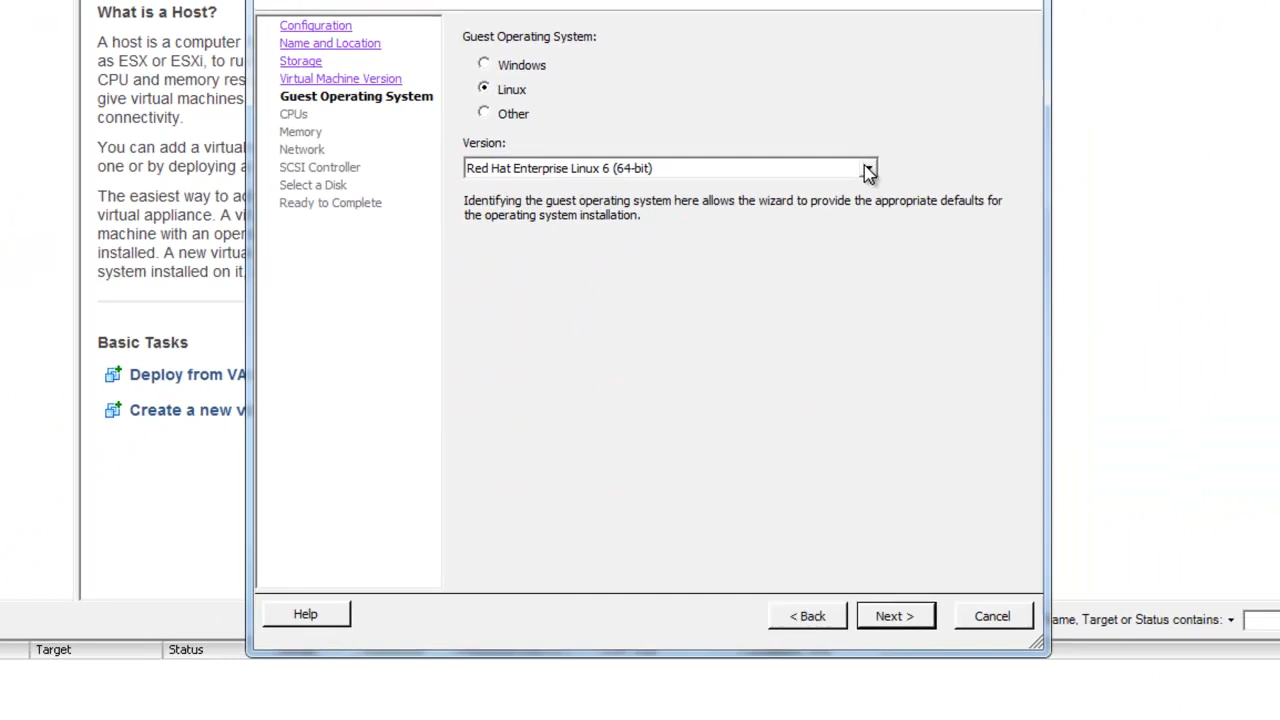 What is a Host?
A host is a computer
as ESX or ESXi, to ru
CPU and memory res
give virtual machines
connectivity.
You can add a virtual
one or by deploying a
The easiest way to ad
virtual appliance. A vi
machine with an oper
installed. A new virtua
system installed on it.
Basic Tasks
Deploy from VA
Create a new v
Configuration
Name and Location
Storage
Virtual Machine Version
Guest Operating System
CPUs
Memory
Network
SCSI Controller
Select a Disk
Ready to Complete
Guest Operating System:
Windows
Linux
Other
Version:
Red Hat Enterprise Linux 6 (64-bit)
Identifying the guest operating system here allows the wizard to provide the appropriate defaults for
the operating system installation.
Help
< Back
Next >
Cancel
ame, Target or Status contains:
Target
Status